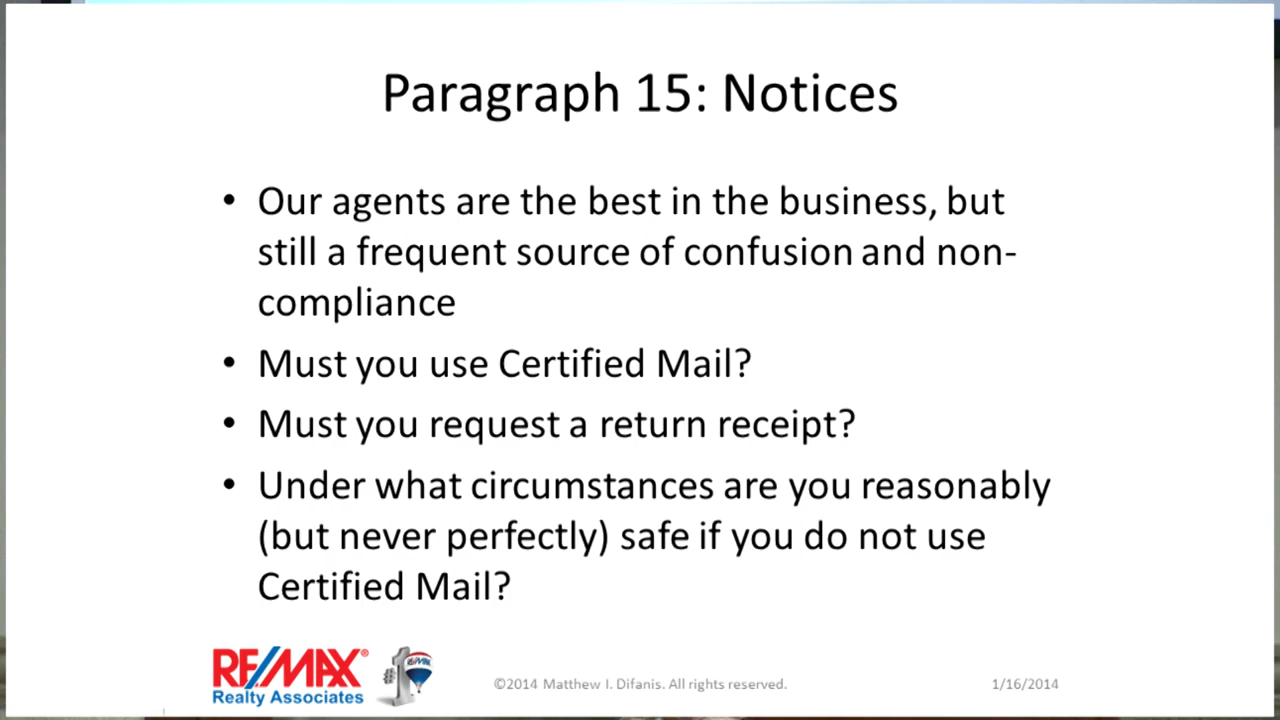 Paragraph 15: Notices
• Our agents are the best in the business, but
still a frequent source of confusion and non-
compliance
• Must you use Certified Mail?
• Must you request a return receipt?
• Under what circumstances are you reasonably
(but never perfectly) safe if you do not use
Certified Mail?
RE/MAX®
Realty Associates
#1
RE/MAX
©2014 Matthew I. Difanis. All rights reserved.
1/16/2014